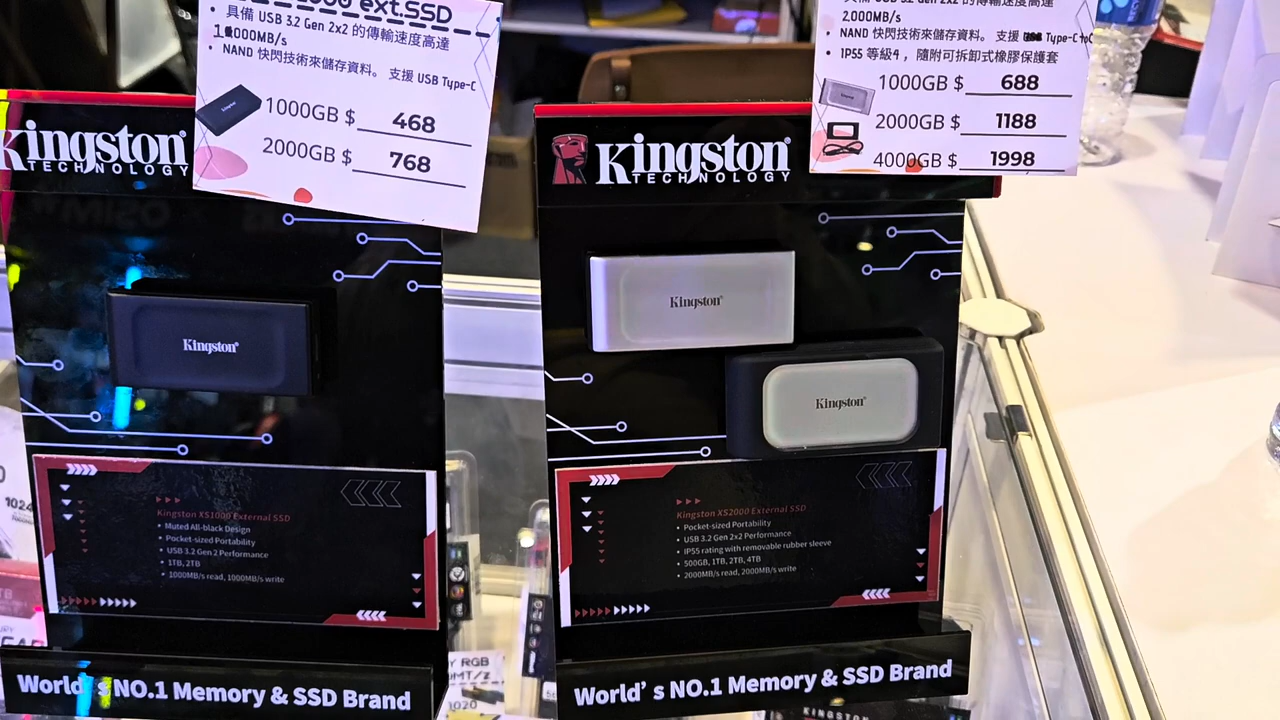 1000 ext.SSD
• 具備 USB 3.2 Gen 2x2 的傳輸速度高達
1000MB/s
• NAND 快閃技術來儲存資料。 支援 USB Type-C
1000GB $ 468
2000GB $ 768
Kingston
TECHNOLOGY
Kingston
Kingston XS1000 External SSD
• Muted All-black Design
• Pocket-sized Portability
• USB 3.2 Gen 2 Performance
• 1TB, 2TB
• 1000MB/s read, 1000MB/s write
World's NO.1 Memory & SSD Brand
2000MB/s
• NAND 快閃技術來儲存資料。 支援 USB Type-C
• IP55 等級4 ，隨附可拆卸式橡膠保護套
1000GB $ 688
2000GB $ 1188
4000GB $ 1998
Kingston
TECHNOLOGY
Kingston
Kingston
Kingston XS2000 External SSD
• Pocket-sized Portability
• USB 3.2 Gen 2x2 Performance
• IP55 rating with removable rubber sleeve
• 500GB, 1TB, 2TB, 4TB
• 2000MB/s read, 2000MB/s write
World's NO.1 Memory & SSD Brand
1024
RGB
KINGSTON